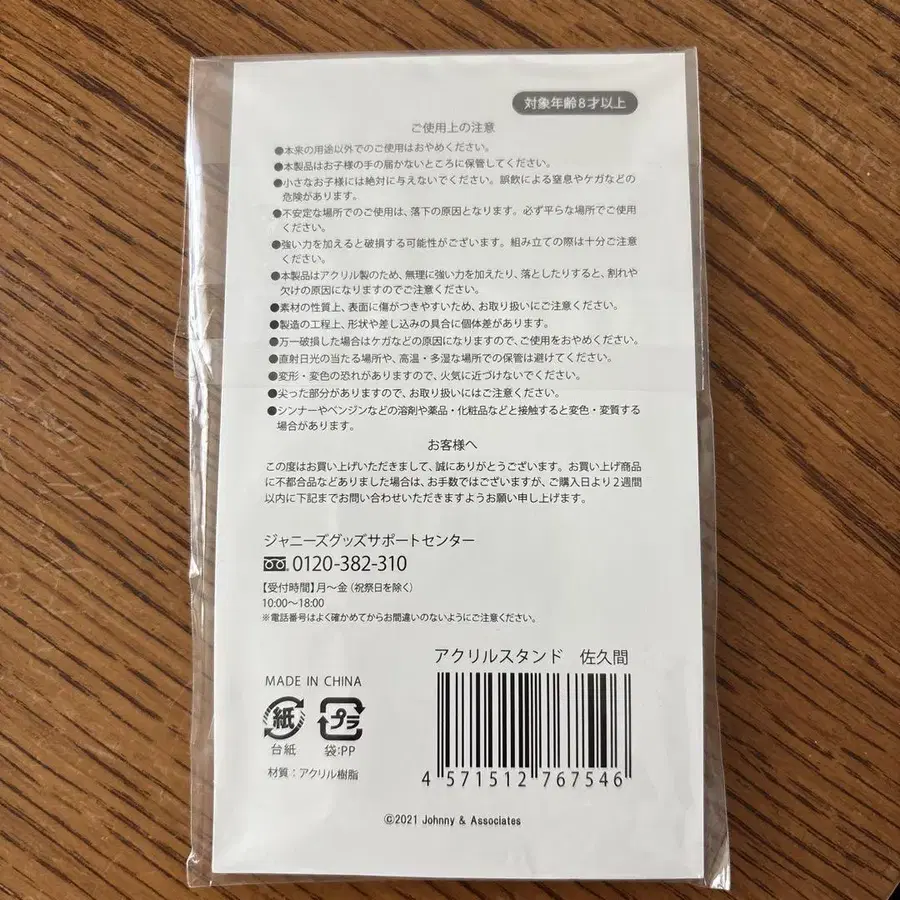 対象年齢8才以上
ご使用上の注意
●本来の用途以外でのご使用はおやめください。
●本製品はお子様の手の届かないところに保管してください。
●小さなお子様には絶対に与えないでください。誤飲による窒息やケガなどの
危険があります。
●不安定な場所でのご使用は、落下の原因となります。必ず平らな場所でご使用
ください。
●強い力を加えると破損する可能性がございます。組み立ての際は十分ご注意
ください。
●本製品はアクリル製のため、無理に強い力を加えたり、落としたりすると、割れや
欠けの原因になりますのでご注意ください。
●素材の性質上、表面に傷がつきやすいため、お取り扱いにご注意ください。
●製造の工程上、形状や差し込みの具合に個体差があります。
●万一破損した場合はケガなどの原因になりますので、ご使用をおやめください。
●直射日光の当たる場所や、高温・多湿な場所での保管は避けてください。
●変形・変色の恐れがありますので、火気に近づけないでください。
●尖った部分がありますので、お取り扱いにはご注意ください。
●シンナーやベンジンなどの溶剤や薬品・化粧品などと接触すると変色・変質する
場合があります。
お客様へ
この度はお買い上げいただきまして、誠にありがとうございます。お買い上げ商品
に不都合品などありました場合は、お手数ではございますが、ご購入日より2週間
以内に下記までお問い合わせいただきますようお願い申し上げます。
ジャニーズグッズサポートセンター
0120-382-310
【受付時間】月〜金（祝祭日を除く）
10:00〜18:00
※電話番号はよく確かめてからお間違いのないようにご注意ください。
アクリルスタンド 佐久間
MADE IN CHINA
紙 プラ
台紙 袋:PP
材質：アクリル樹脂
4 571512 767546
©2021 Johnny & Associates